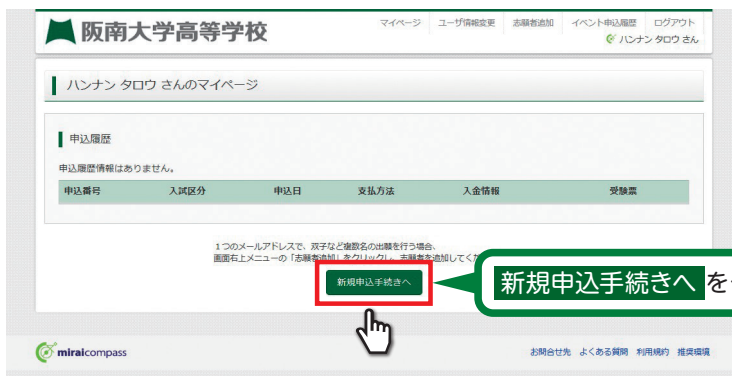 阪南大学高等学校
マイページ ユーザ情報変更 志願者追加 イベント申込履歴 ログアウト
ハンナン タロウ さん
ハンナン タロウ さんのマイページ
申込履歴
申込履歴情報はありません。
申込番号 入試区分 申込日 支払方法 入金情報 受験票
1つのメールアドレスで、双子など複数名の出願を行う場合、
画面右上メニューの「志願者追加」をクリックし、志願者を追加してくだ
新規申込手続きへ
新規申込手続きへ を
miraicompass
お問合せ先 よくある質問 利用規約 推奨環境